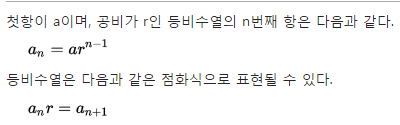 첫항이 a이며, 공비가 r인 등비수열의 n번째 항은 다음과 같다.
aₙ = arⁿ⁻¹
등비수열은 다음과 같은 점화식으로 표현될 수 있다.
aₙr = aₙ₊₁